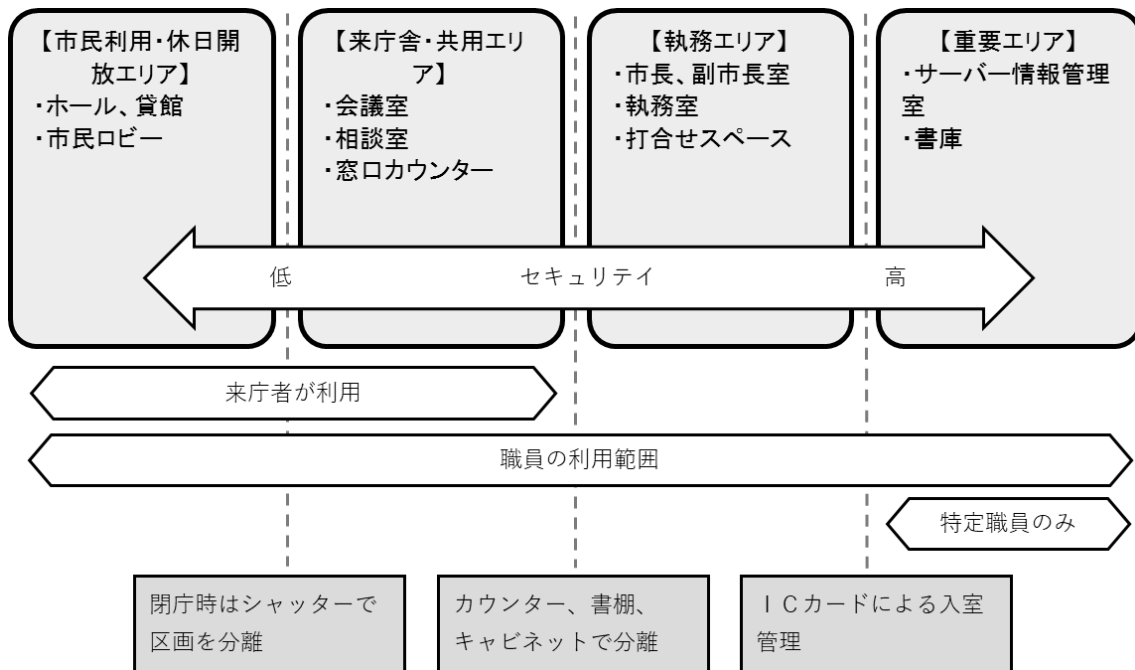 【市民利用・休日開
放エリア】
・ホール、貸館
・市民ロビー
【来庁舎・共用エリ
ア】
・会議室
・相談室
・窓口カウンター
【執務エリア】
・市長、副市長室
・執務室
・打合せスペース
【重要エリア】
・サーバー情報管理
室
・書庫
低
セキュリテイ
高
来庁者が利用
職員の利用範囲
特定職員のみ
閉庁時はシャッターで
区画を分離
カウンター、書棚、
キャビネットで分離
ＩＣカードによる入室
管理